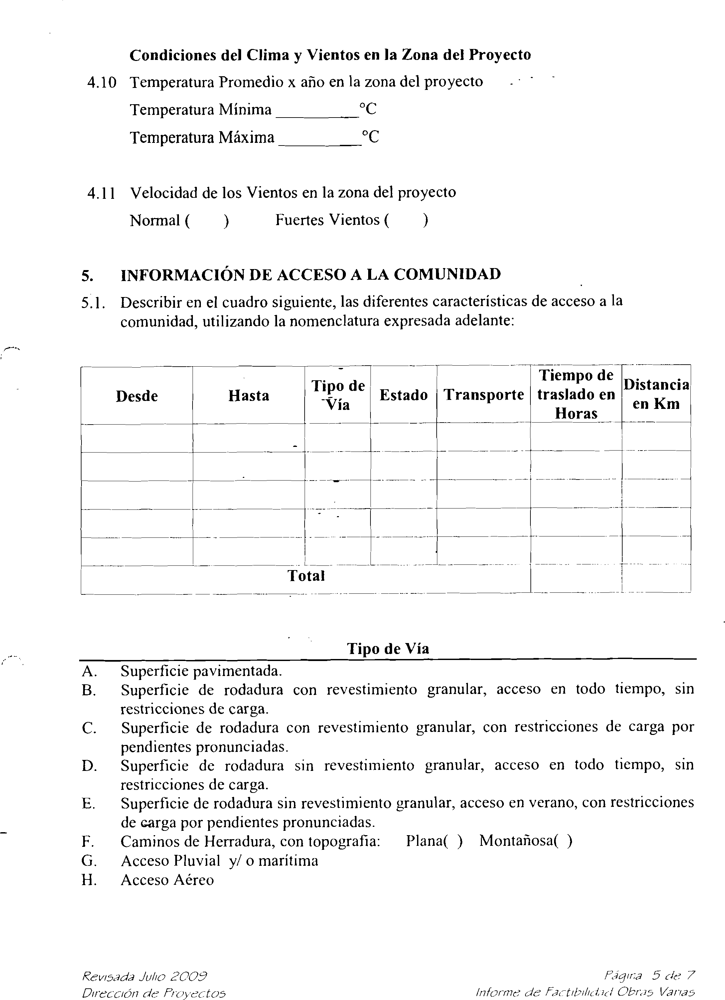 Condiciones del Clima y Vientos en la Zona del Proyecto
4.10 Temperatura Promedio x año en la zona del proyecto
Temperatura Mínima __________°C
Temperatura Máxima __________°C
4.11 Velocidad de los Vientos en la zona del proyecto
Normal ( ) Fuertes Vientos ( )
5. INFORMACIÓN DE ACCESO A LA COMUNIDAD
5.1. Describir en el cuadro siguiente, las diferentes características de acceso a la
comunidad, utilizando la nomenclatura expresada adelante:
Desde Hasta Tipo de Vía Estado Transporte Tiempo de traslado en Horas Distancia en Km
Total
Tipo de Vía
A. Superficie pavimentada.
B. Superficie de rodadura con revestimiento granular, acceso en todo tiempo, sin
restricciones de carga.
C. Superficie de rodadura con revestimiento granular, con restricciones de carga por
pendientes pronunciadas.
D. Superficie de rodadura sin revestimiento granular, acceso en todo tiempo, sin
restricciones de carga.
E. Superficie de rodadura sin revestimiento granular, acceso en verano, con restricciones
de carga por pendientes pronunciadas.
F. Caminos de Herradura, con topografia: Plana( ) Montañosa( )
G. Acceso Pluvial y/ o marítima
H. Acceso Aéreo
Revisada Julio 2009 Página 5 de 7
Dirección de Proyectos Informe de Factibilidad Obras Varias